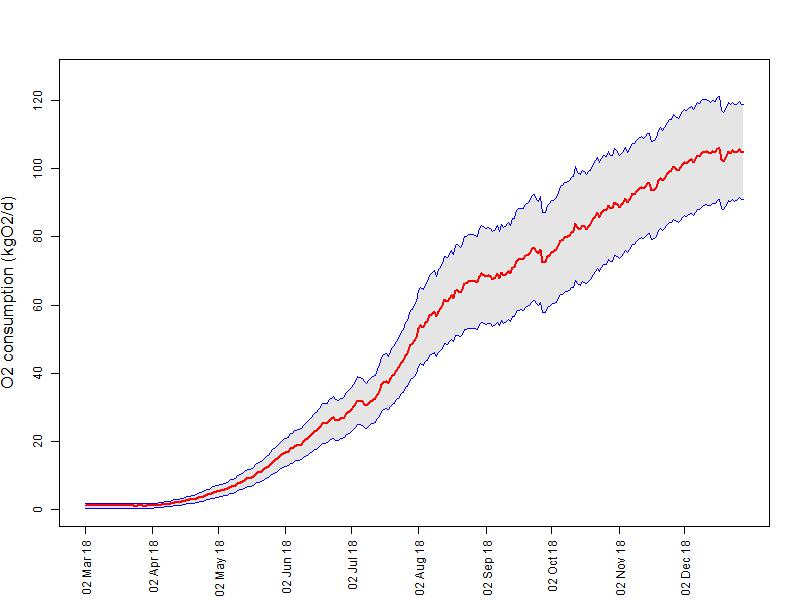 O2 consumption (kgO2/d)
120
100
80
60
40
20
0
02 Mar 18
02 Apr 18
02 May 18
02 Jun 18
02 Jul 18
02 Aug 18
02 Sep 18
02 Oct 18
02 Nov 18
02 Dec 18